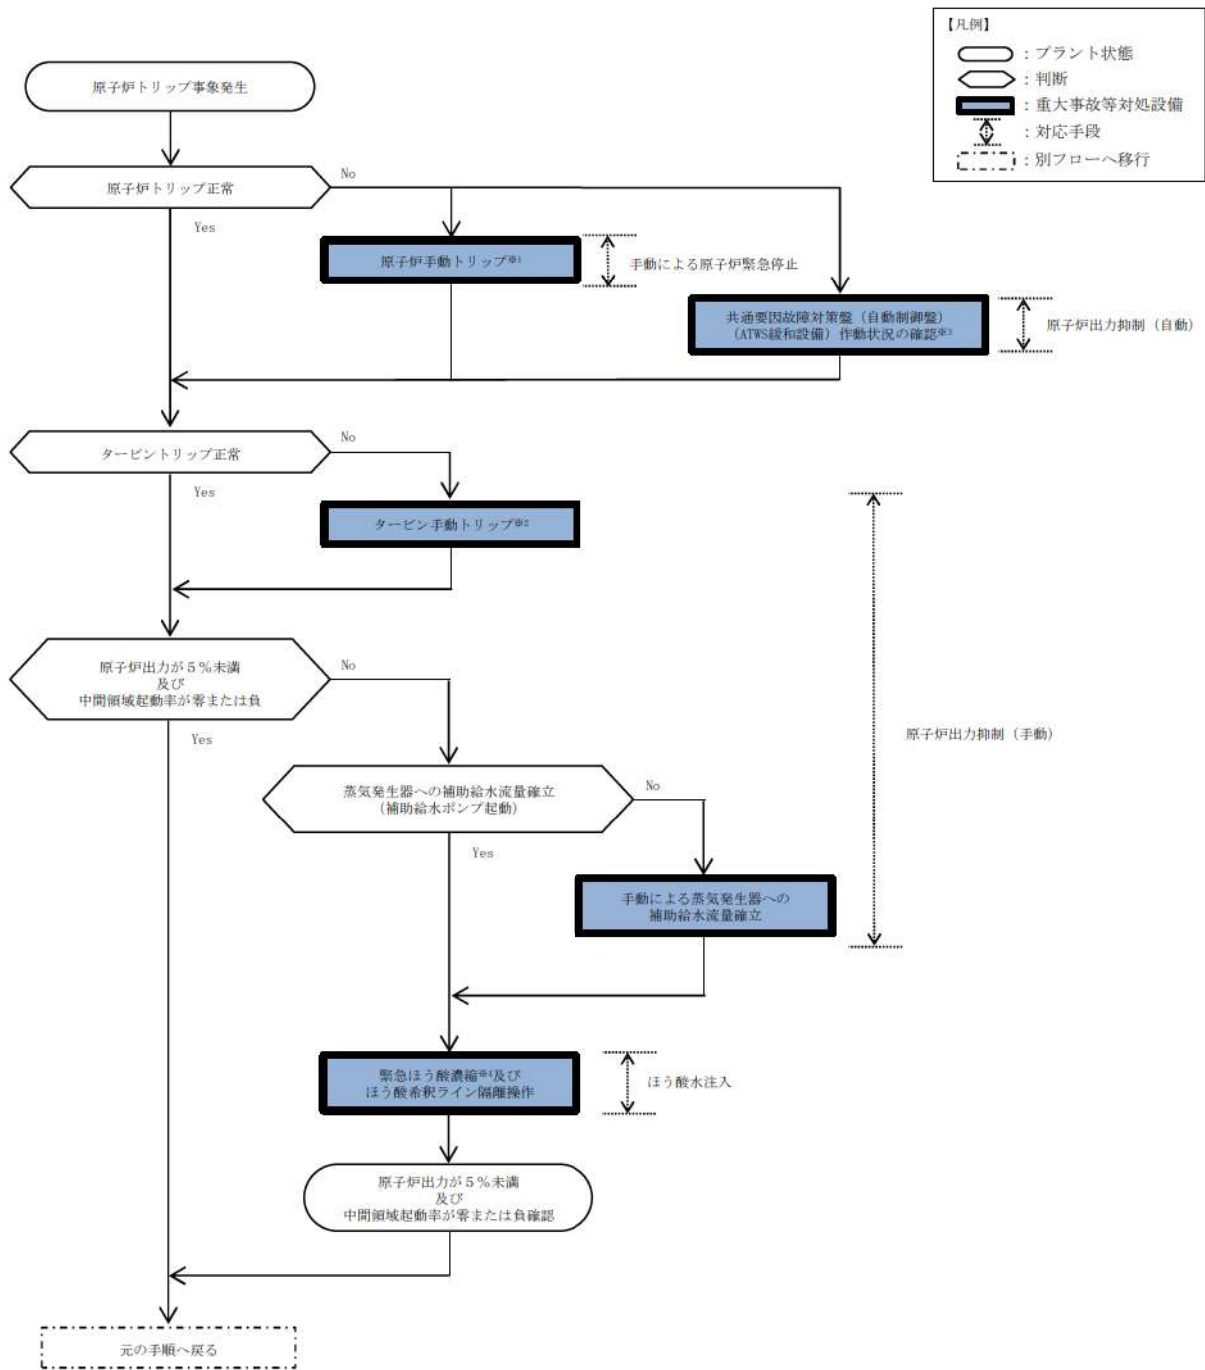 【凡例】
：プラント状態
：判断
：重大事故等対処設備
：対応手段
：別フローへ移行
原子炉トリップ事象発生
原子炉トリップ正常
No
Yes
原子炉手動トリップ※1
手動による原子炉緊急停止
共通要因故障対策盤（自動制御盤）
（ATWS緩和設備）作動状況の確認※3
原子炉出力抑制（自動）
タービントリップ正常
No
Yes
タービン手動トリップ※2
原子炉出力が５％未満
及び
中間領域起動率が零または負
No
Yes
原子炉出力抑制（手動）
蒸気発生器への補助給水流量確立
（補助給水ポンプ起動）
No
Yes
手動による蒸気発生器への
補助給水流量確立
緊急ほう酸濃縮※4及び
ほう酸希釈ライン隔離操作
ほう酸水注入
原子炉出力が５％未満
及び
中間領域起動率が零または負確認
元の手順へ戻る